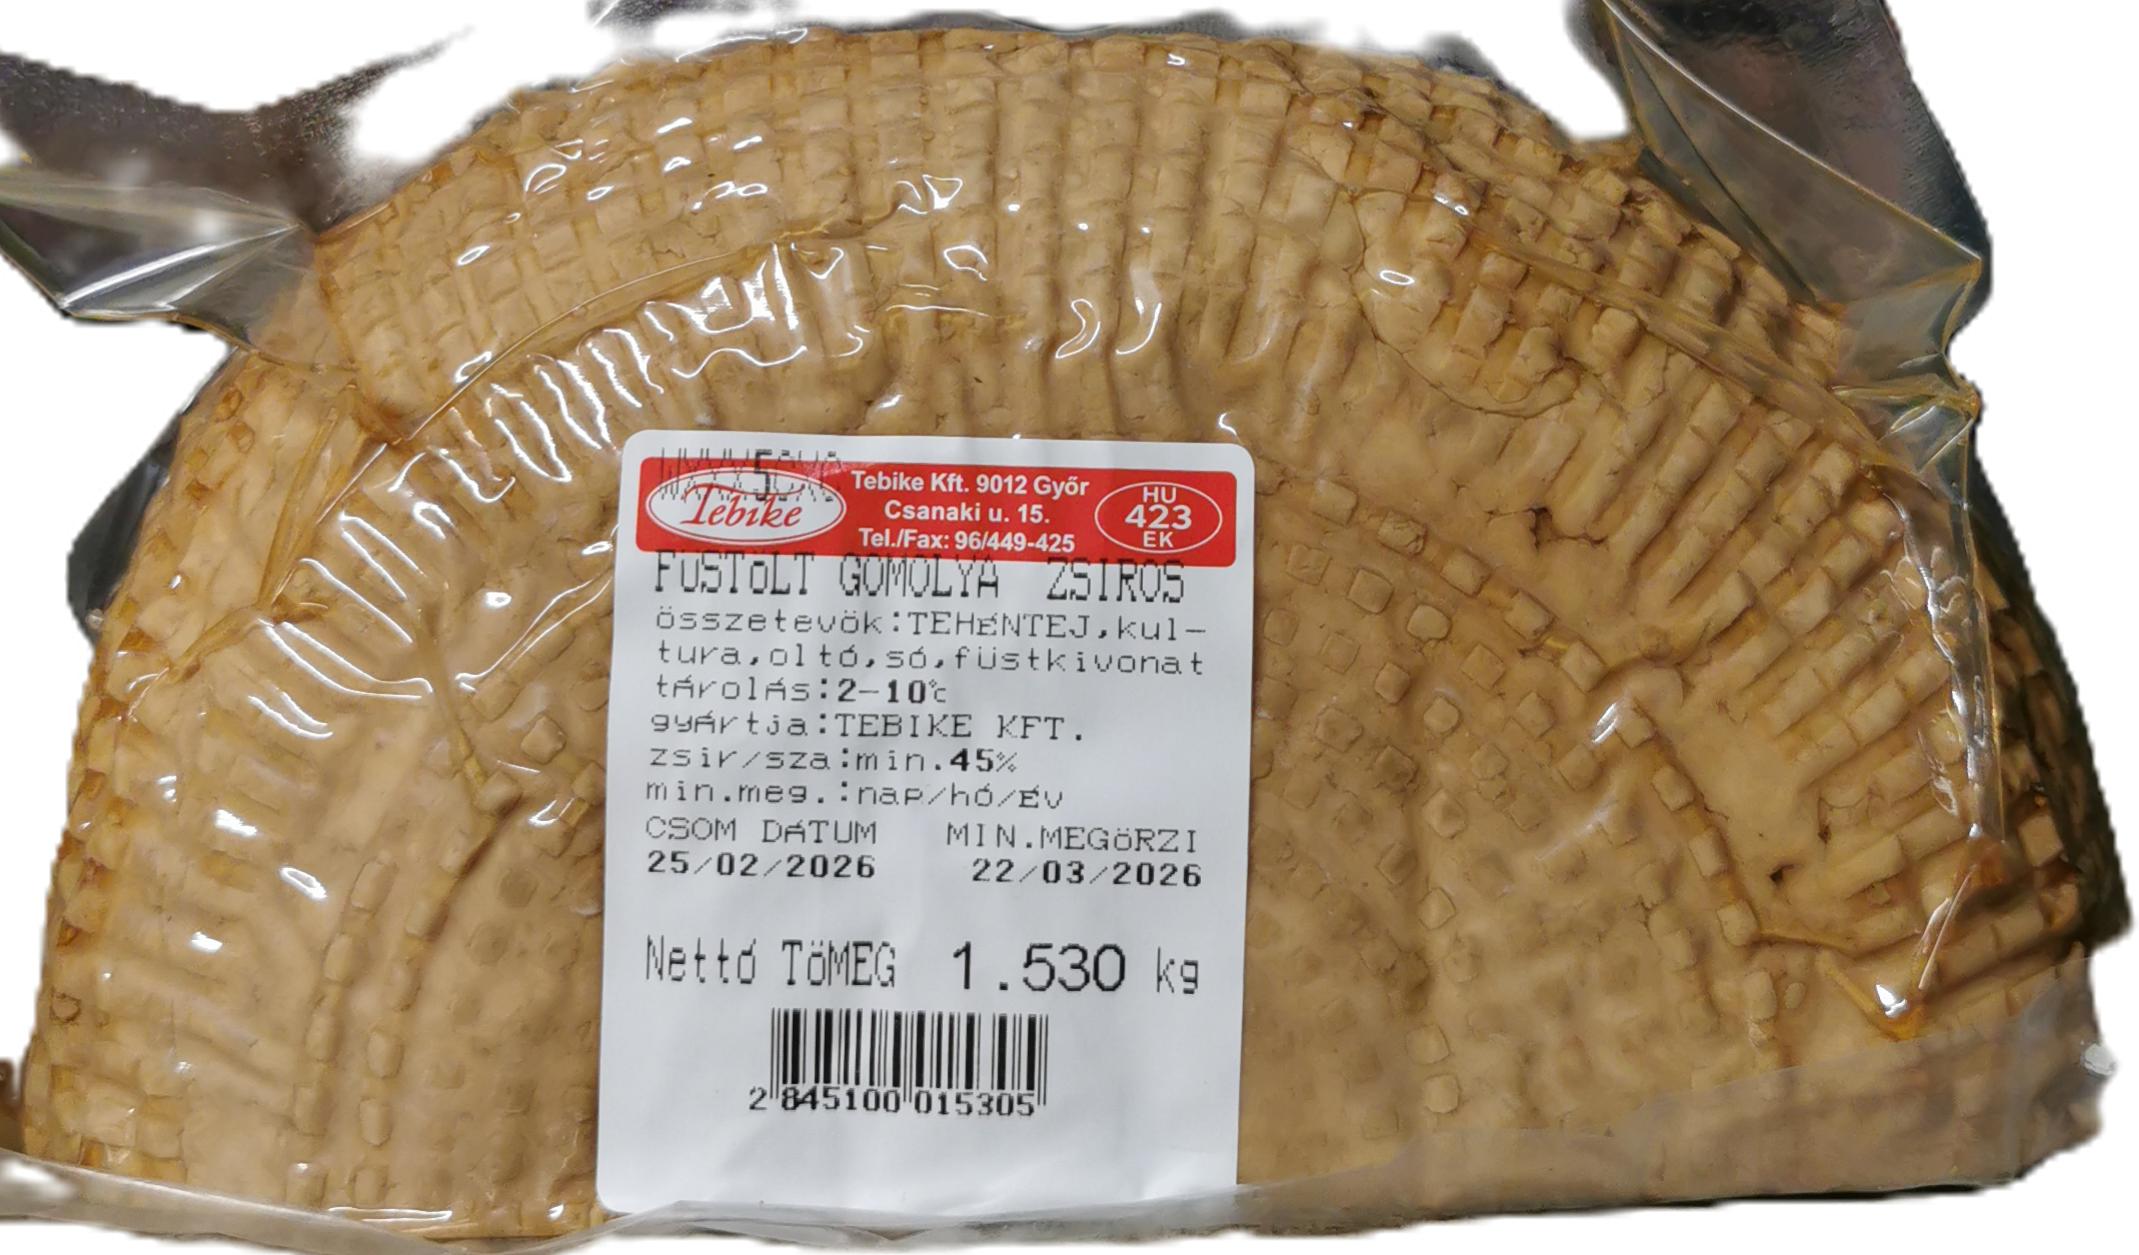 Tebike
Tebike Kft. 9012 Győr
Csanaki u. 15.
Tel./Fax: 96/449-425
HU
423
EK
FüSTöLT GOMOLYA ZSIROS
összetevök:TEHÉNTEJ,kul-
tura,oltó,só,füstkivonat
tÁrolÁs:2-10℃
gyÁrtja:TEBIKE KFT.
zsir/sza:min.45%
min.meg.:nap/hó/Év
CSOM DÁTUM MIN.MEGöRZI
25/02/2026 22/03/2026
Nettó TöMEG 1.530 kg
2 845100 015305